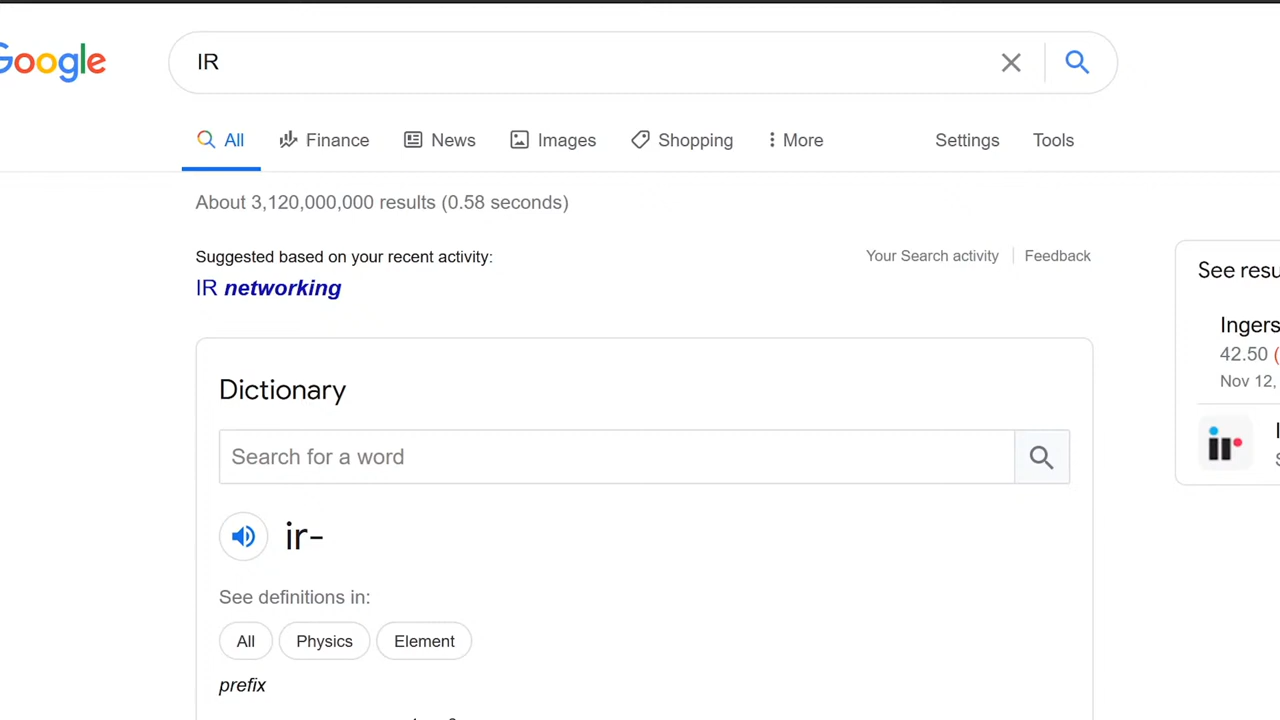 Google
IR
All Finance News Images Shopping More Settings Tools
About 3,120,000,000 results (0.58 seconds)
Suggested based on your recent activity:
Your Search activity Feedback
IR networking
See resu
Ingers
42.50 (
Nov 12,
ir
Dictionary
Search for a word
ir-
See definitions in:
All Physics Element
prefix